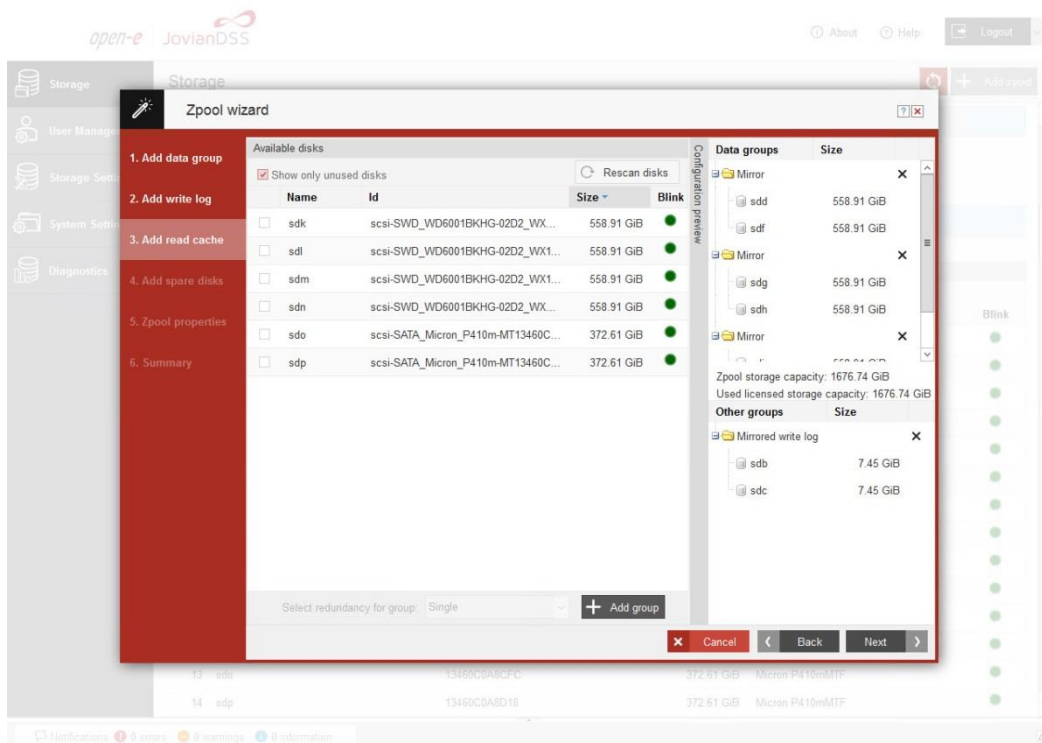 open-e JovianDSS
About Help Logout
Storage
Storage
Add zpool
User Manage
Storage Setti
System Settin
Diagnostics
Zpool wizard
?
1. Add data group
2. Add write log
3. Add read cache
4. Add spare disks
5. Zpool properties
6. Summary
Available disks
Show only unused disks
Rescan disks
Name Id Size Blink
sdk scsi-SWD_WD6001BKHG-02D2_WX... 558.91 GiB
sdl scsi-SWD_WD6001BKHG-02D2_WX1... 558.91 GiB
sdm scsi-SWD_WD6001BKHG-02D2_WX1... 558.91 GiB
sdn scsi-SWD_WD6001BKHG-02D2_WX... 558.91 GiB
sdo scsi-SATA_Micron_P410m-MT13460C... 372.61 GiB
sdp scsi-SATA_Micron_P410m-MT13460C... 372.61 GiB
Select redundancy for group: Single
Add group
Configuration preview
Data groups Size
Mirror
sdd 558.91 GiB
sdf 558.91 GiB
Mirror
sdg 558.91 GiB
sdh 558.91 GiB
Mirror
Zpool storage capacity: 1676.74 GiB
Used licensed storage capacity: 1676.74 GiB
Other groups Size
Mirrored write log
sdb 7.45 GiB
sdc 7.45 GiB
Cancel Back Next
Blink
13 sdo 13460C0A8CFC 372.61 GiB Micron P410mMTF
14 sdp 13460C0A8D18 372.61 GiB Micron P410mMTF
Notifications 0 errors 0 warnings 0 information